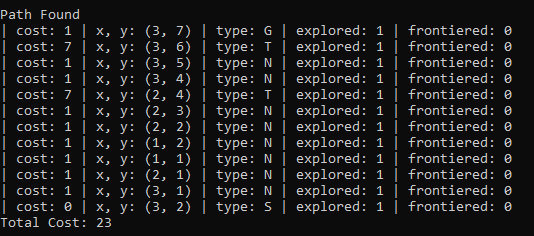 Path Found
| cost: 1 | x, y: (3, 7) | type: G | explored: 1 | frontiered: 0
| cost: 7 | x, y: (3, 6) | type: T | explored: 1 | frontiered: 0
| cost: 1 | x, y: (3, 5) | type: N | explored: 1 | frontiered: 0
| cost: 1 | x, y: (3, 4) | type: N | explored: 1 | frontiered: 0
| cost: 7 | x, y: (2, 4) | type: T | explored: 1 | frontiered: 0
| cost: 1 | x, y: (2, 3) | type: N | explored: 1 | frontiered: 0
| cost: 1 | x, y: (2, 2) | type: N | explored: 1 | frontiered: 0
| cost: 1 | x, y: (1, 2) | type: N | explored: 1 | frontiered: 0
| cost: 1 | x, y: (1, 1) | type: N | explored: 1 | frontiered: 0
| cost: 1 | x, y: (2, 1) | type: N | explored: 1 | frontiered: 0
| cost: 1 | x, y: (3, 1) | type: N | explored: 1 | frontiered: 0
| cost: 0 | x, y: (3, 2) | type: S | explored: 1 | frontiered: 0
Total Cost: 23